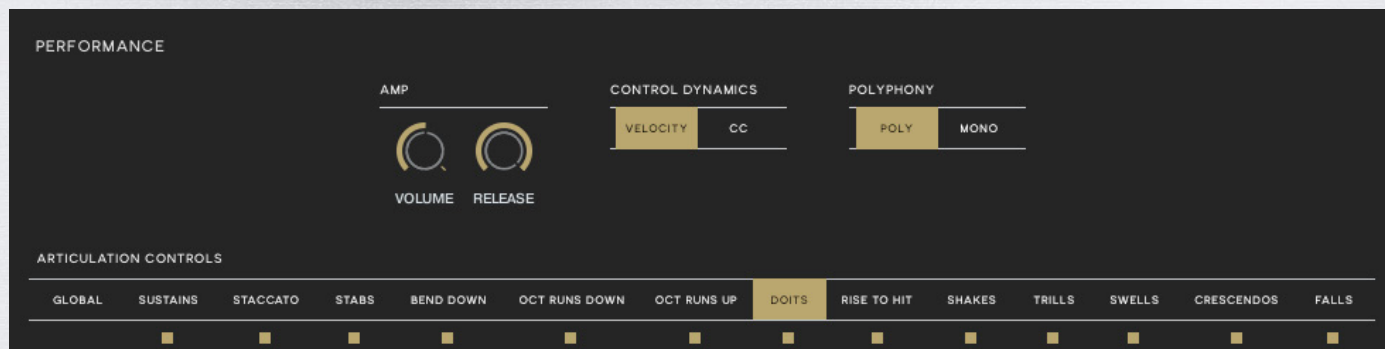 PERFORMANCE
AMP
CONTROL DYNAMICS
POLYPHONY
VELOCITY CC
POLY MONO
VOLUME RELEASE
ARTICULATION CONTROLS
GLOBAL SUSTAINS STACCATO STABS BEND DOWN OCT RUNS DOWN OCT RUNS UP DOITS RISE TO HIT SHAKES TRILLS SWELLS CRESCENDOS FALLS